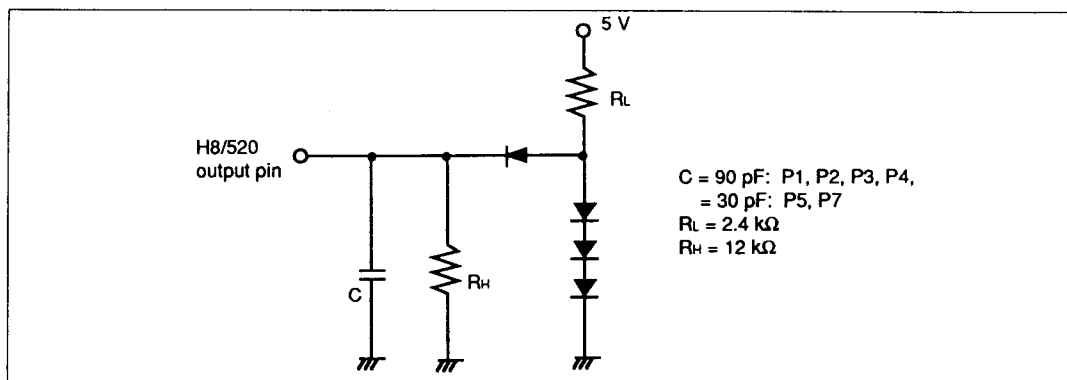 5 V
RL
H8/520
output pin
C = 90 pF: P1, P2, P3, P4,
= 30 pF: P5, P7
RL = 2.4 kΩ
RH = 12 kΩ
C
RH